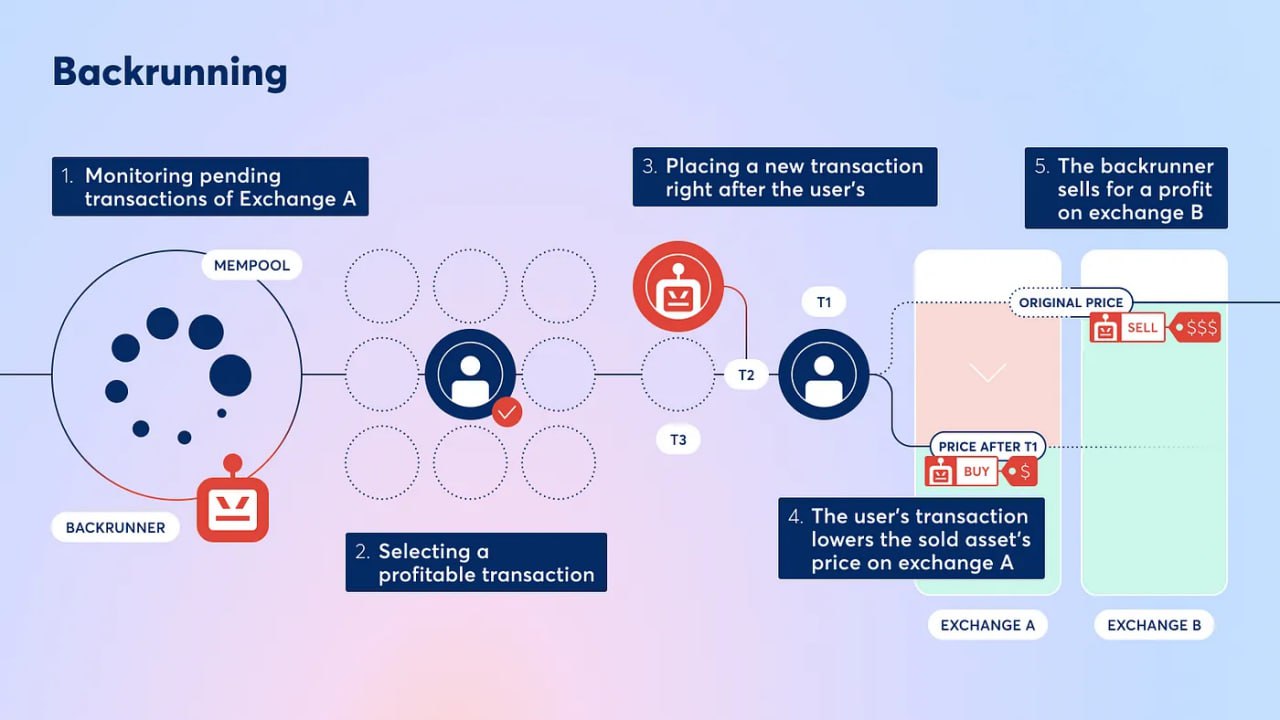 Backrunning
1. Monitoring pending
transactions of Exchange A
MEMPOOL
BACKRUNNER
2. Selecting a
profitable transaction
3. Placing a new transaction
right after the user's
T3
T2
T1
4. The user's transaction
lowers the sold asset's
price on exchange A
5. The backrunner
sells for a profit
on exchange B
ORIGINAL PRICE
SELL $$$
PRICE AFTER T1
BUY $
EXCHANGE A
EXCHANGE B